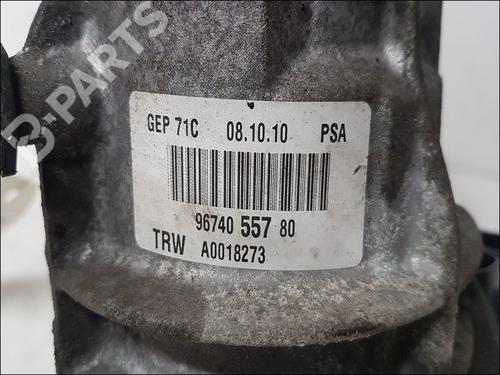 B-PARTS
GEP 71C 08.10.10 PSA
96740 557 80
TRW A0018273